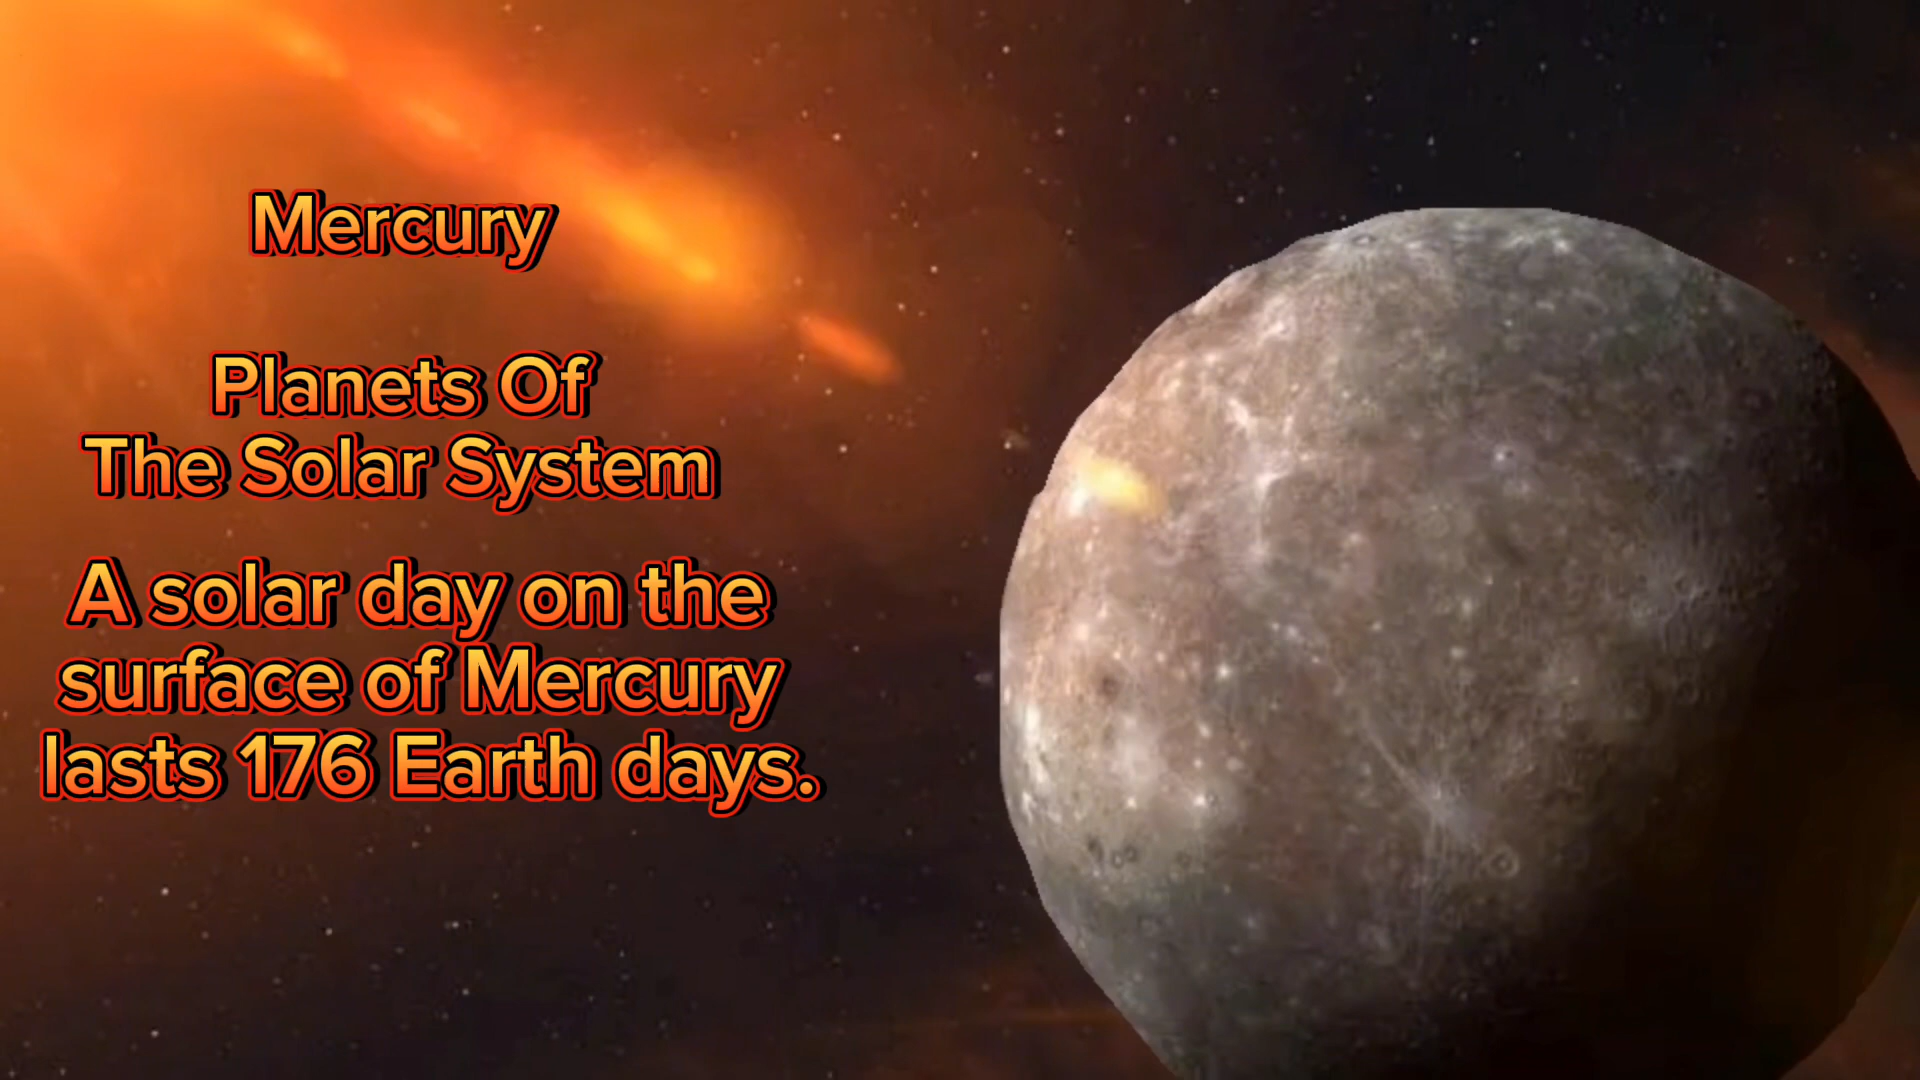 Mercury
Planets Of
The Solar System
A solar day on the
surface of Mercury
lasts 176 Earth days.